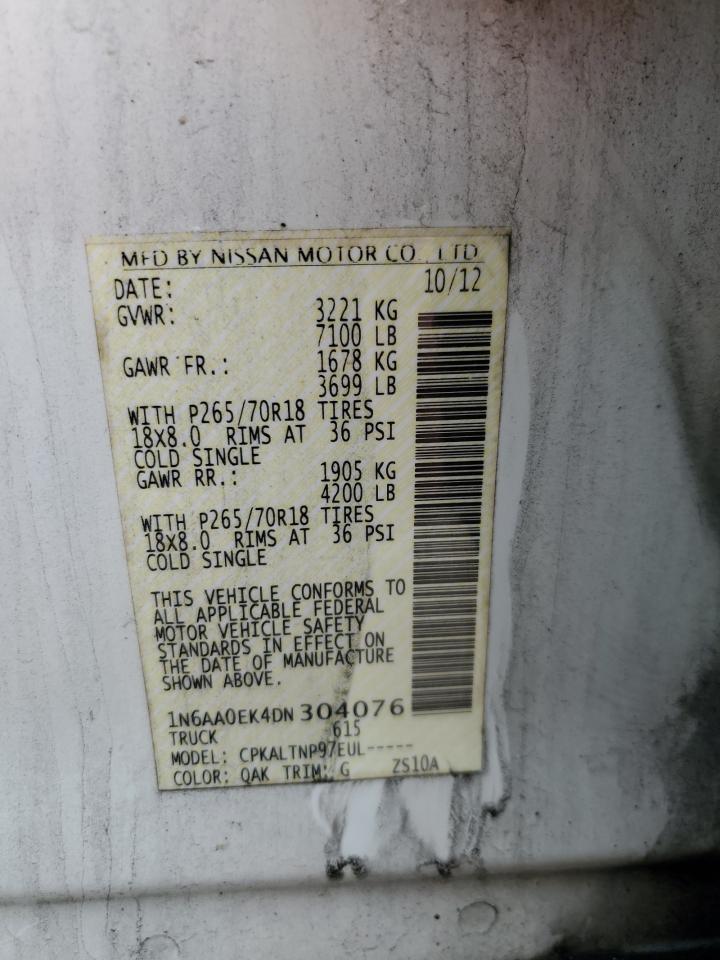 MFD BY NISSAN MOTOR CO., LTD
DATE: 10/12
GVWR: 3221 KG
7100 LB
GAWR FR.: 1678 KG
3699 LB
WITH P265/70R18 TIRES
18X8.0 RIMS AT 36 PSI
COLD SINGLE
GAWR RR.: 1905 KG
4200 LB
WITH P265/70R18 TIRES
18X8.0 RIMS AT 36 PSI
COLD SINGLE
THIS VEHICLE CONFORMS TO
ALL APPLICABLE FEDERAL
MOTOR VEHICLE SAFETY
STANDARDS IN EFFECT ON
THE DATE OF MANUFACTURE
SHOWN ABOVE.
1N6AA0EK4DN304076
TRUCK 615
MODEL: CPKALTNP97EUL-----
COLOR: QAK TRIM: G ZS10A